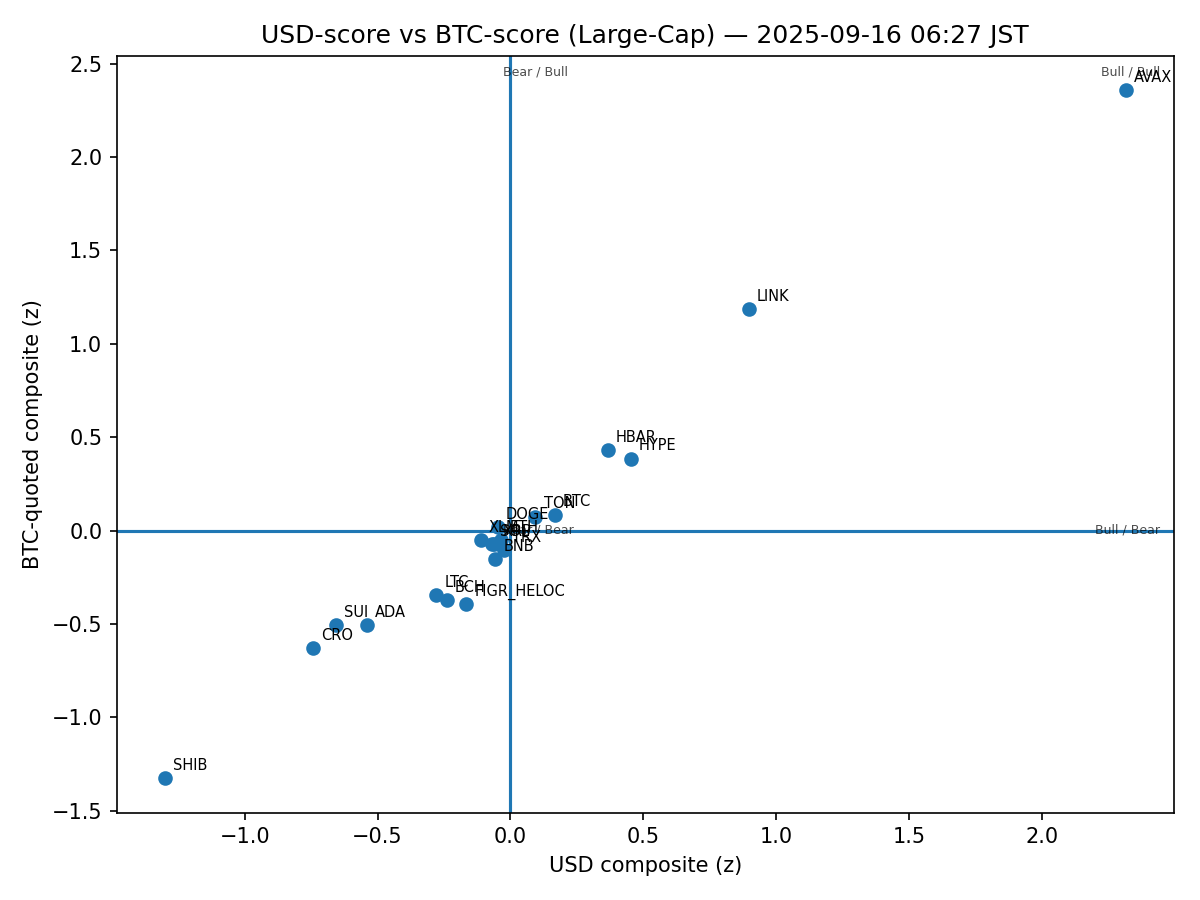 USD-score vs BTC-score (Large-Cap) — 2025-09-16 06:27 JST
2.5
2.0
1.5
1.0
0.5
0.0
−0.5
−1.0
−1.5
BTC-quoted composite (z)
Bear / Bull
Bull / Bull
AVAX
LINK
HBAR
HYPE
TON
BTC
DOGE
/ Bear
Bull / Bear
BNB
LTC
BCH
FIGR_HELOC
SUI
ADA
CRO
SHIB
−1.0
−0.5
0.0
0.5
1.0
1.5
2.0
USD composite (z)